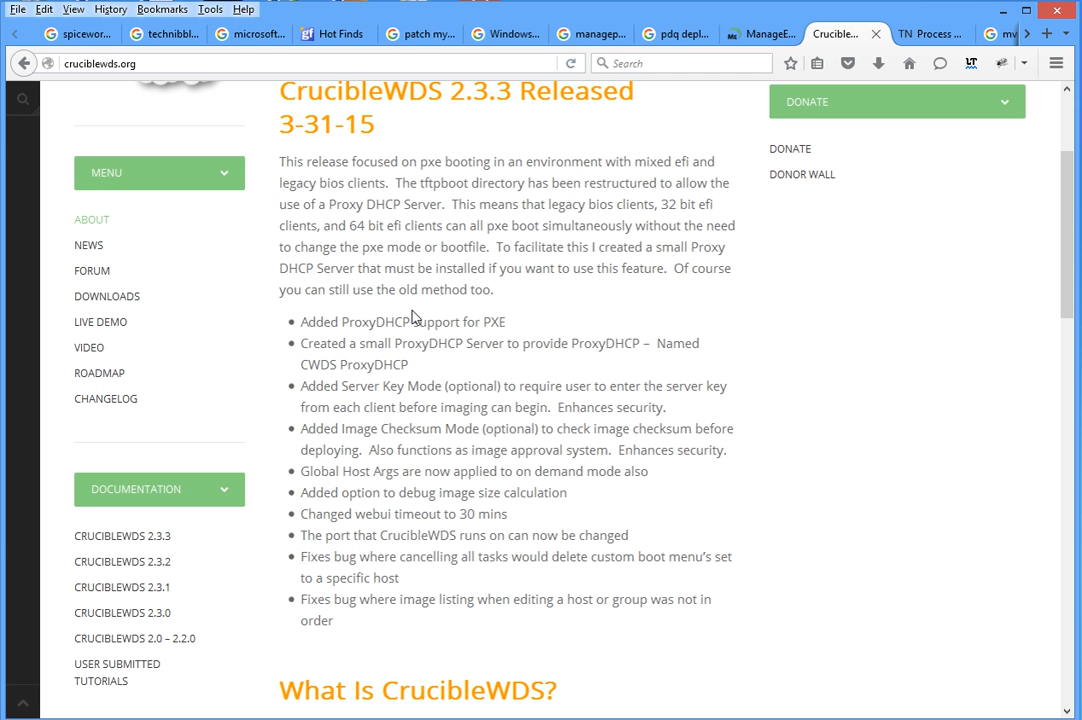 File Edit View History Bookmarks Tools Help
spicewor... technibbl... microsoft... Hot Finds patch my... Windows... managep... pdq depl... ManageE... Crucible... TN Process ... my
cruciblewds.org
Search
CrucibleWDS 2.3.3 Released
3-31-15
This release focused on pxe booting in an environment with mixed efi and
legacy bios clients. The tftpboot directory has been restructured to allow the
use of a Proxy DHCP Server. This means that legacy bios clients, 32 bit efi
clients, and 64 bit efi clients can all pxe boot simultaneously without the need
to change the pxe mode or bootfile. To facilitate this I created a small Proxy
DHCP Server that must be installed if you want to use this feature. Of course
you can still use the old method too.
Added ProxyDHCP support for PXE
Created a small ProxyDHCP Server to provide ProxyDHCP – Named
CWDS ProxyDHCP
Added Server Key Mode (optional) to require user to enter the server key
from each client before imaging can begin. Enhances security.
Added Image Checksum Mode (optional) to check image checksum before
deploying. Also functions as image approval system. Enhances security.
Global Host Args are now applied to on demand mode also
Added option to debug image size calculation
Changed webui timeout to 30 mins
The port that CrucibleWDS runs on can now be changed
Fixes bug where cancelling all tasks would delete custom boot menu's set
to a specific host
Fixes bug where image listing when editing a host or group was not in
order
What Is CrucibleWDS?
MENU
ABOUT
NEWS
FORUM
DOWNLOADS
LIVE DEMO
VIDEO
ROADMAP
CHANGELOG
DOCUMENTATION
CRUCIBLEWDS 2.3.3
CRUCIBLEWDS 2.3.2
CRUCIBLEWDS 2.3.1
CRUCIBLEWDS 2.3.0
CRUCIBLEWDS 2.0 – 2.2.0
USER SUBMITTED
TUTORIALS
DONATE
DONATE
DONOR WALL